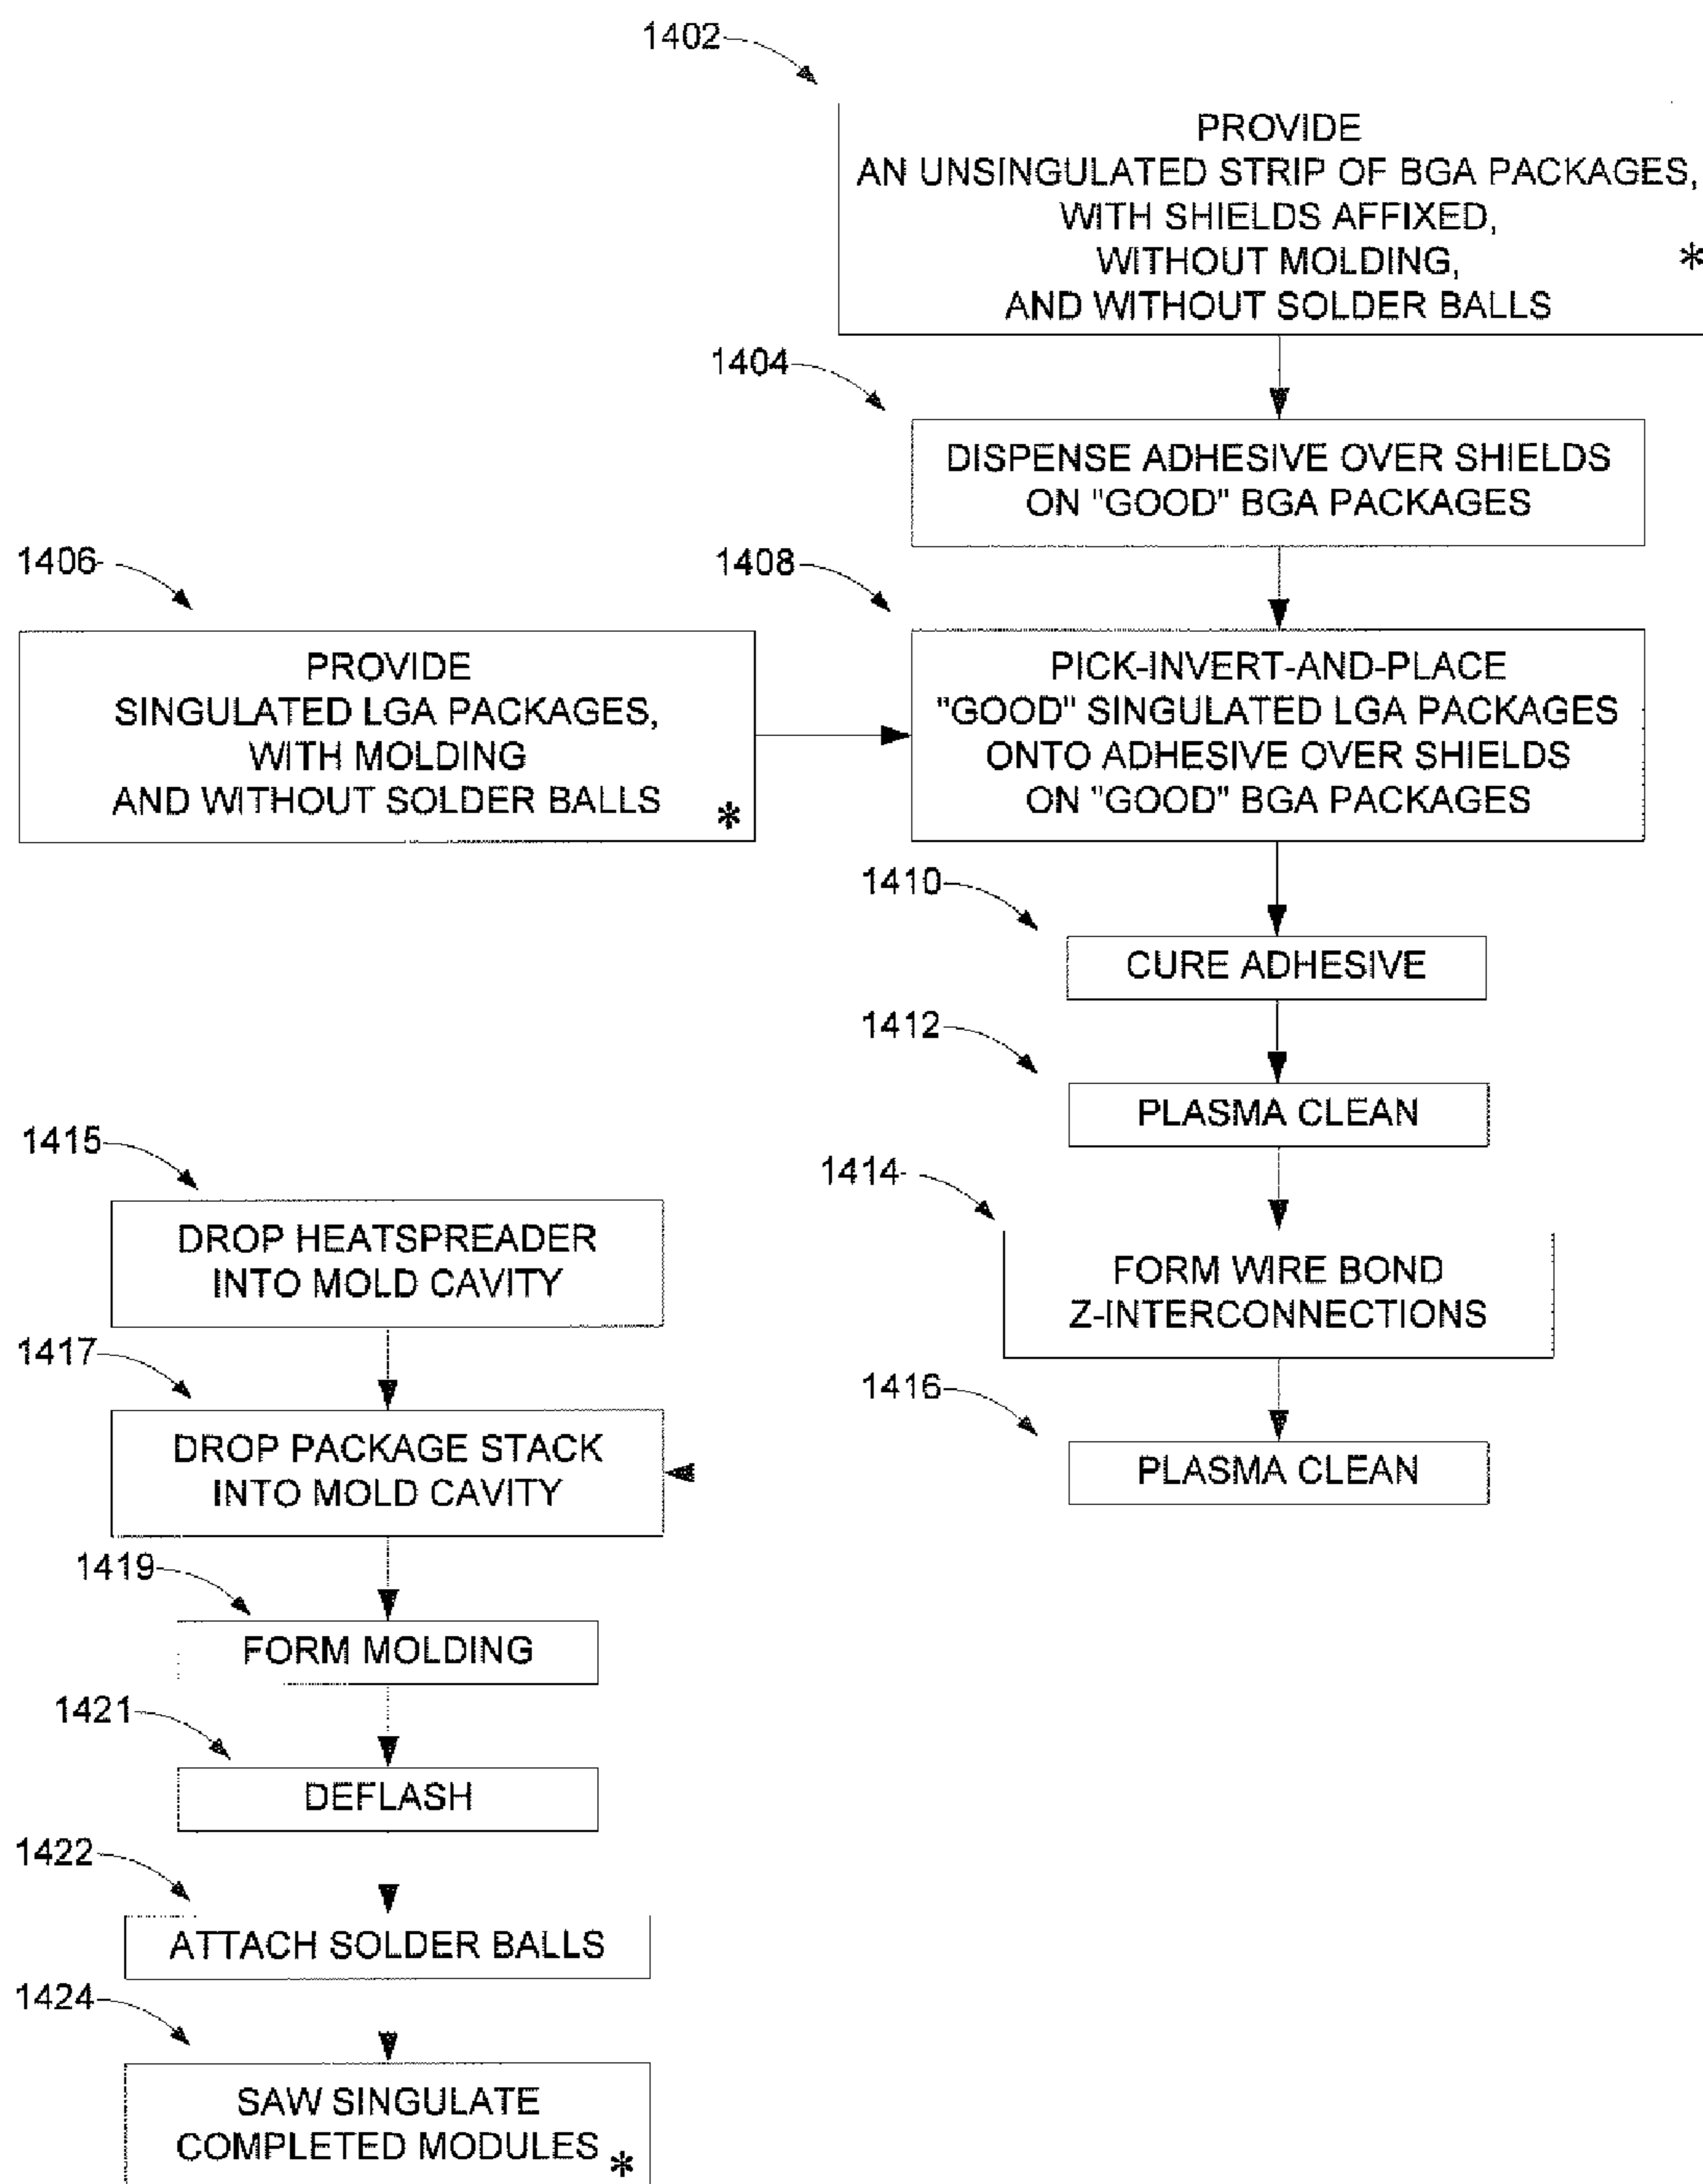 1402
PROVIDE
AN UNSINGULATED STRIP OF BGA PACKAGES,
WITH SHIELDS AFFIXED,
WITHOUT MOLDING,
AND WITHOUT SOLDER BALLS
*
1404
DISPENSE ADHESIVE OVER SHIELDS
ON "GOOD" BGA PACKAGES
1406
PROVIDE
SINGULATED LGA PACKAGES,
WITH MOLDING
AND WITHOUT SOLDER BALLS
*
1408
PICK-INVERT-AND-PLACE
"GOOD" SINGULATED LGA PACKAGES
ONTO ADHESIVE OVER SHIELDS
ON "GOOD" BGA PACKAGES
1410
CURE ADHESIVE
1412
PLASMA CLEAN
1414
FORM WIRE BOND
Z-INTERCONNECTIONS
1416
PLASMA CLEAN
1415
DROP HEATSPREADER
INTO MOLD CAVITY
1417
DROP PACKAGE STACK
INTO MOLD CAVITY
1419
FORM MOLDING
1421
DEFLASH
1422
ATTACH SOLDER BALLS
1424
SAW SINGULATE
COMPLETED MODULES
*